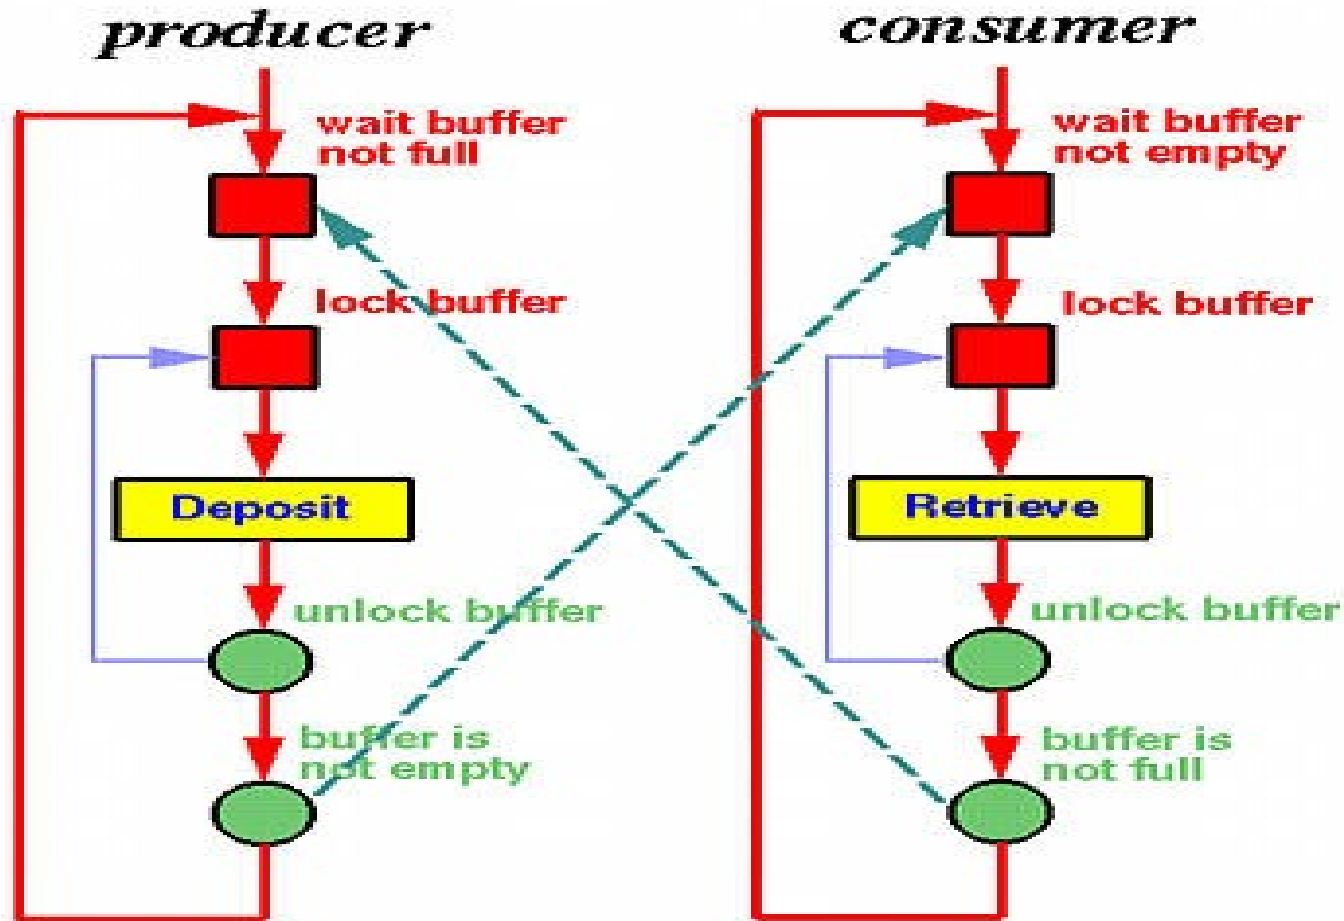 producer
wait buffer
not full
lock buffer
Deposit
unlock buffer
buffer is
not empty
consumer
wait buffer
not empty
lock buffer
Retrieve
unlock buffer
buffer is
not full